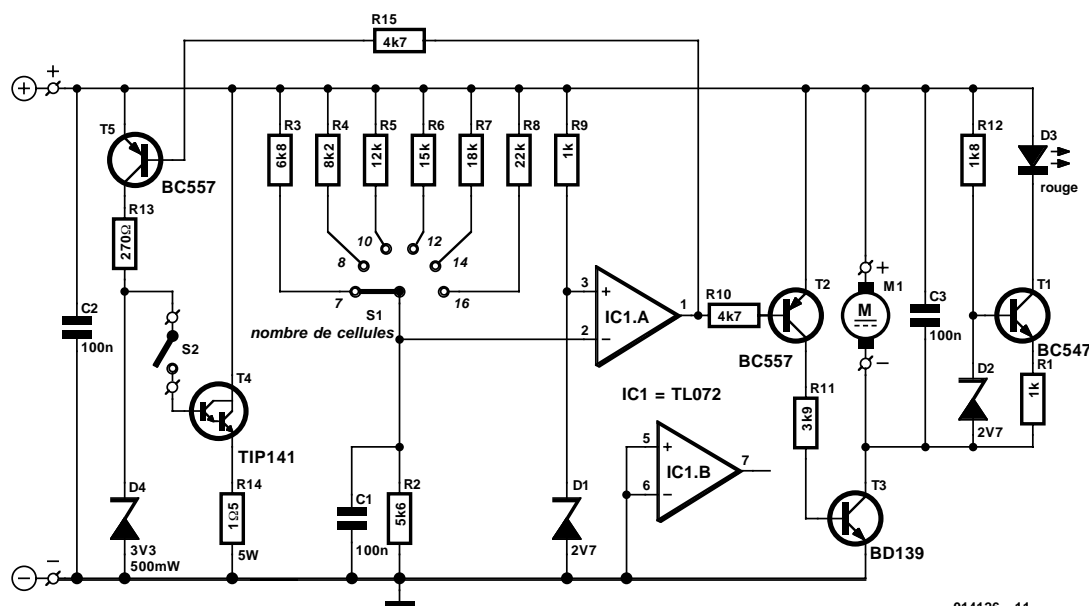 R15
4k7
+
+
T5
BC557
R13
270Ω
C2
100n
S2
T4
TIP141
R14
1Ω5
5W
D4
3V3
500mW
−
−
R3
6k8
R4
8k2
R5
12k
R6
15k
R7
18k
R8
22k
R9
1k
7
8
10
12
14
16
S1
nombre de cellules
C1
100n
R2
5k6
D1
2V7
3
+
2
−
IC1.A
1
IC1 = TL072
5
+
6
−
IC1.B
7
R10
4k7
T2
BC557
R11
3k9
T3
BD139
+
M
M1
−
C3
100n
R12
1k8
D3
rouge
T1
BC547
R1
1k
D2
2V7